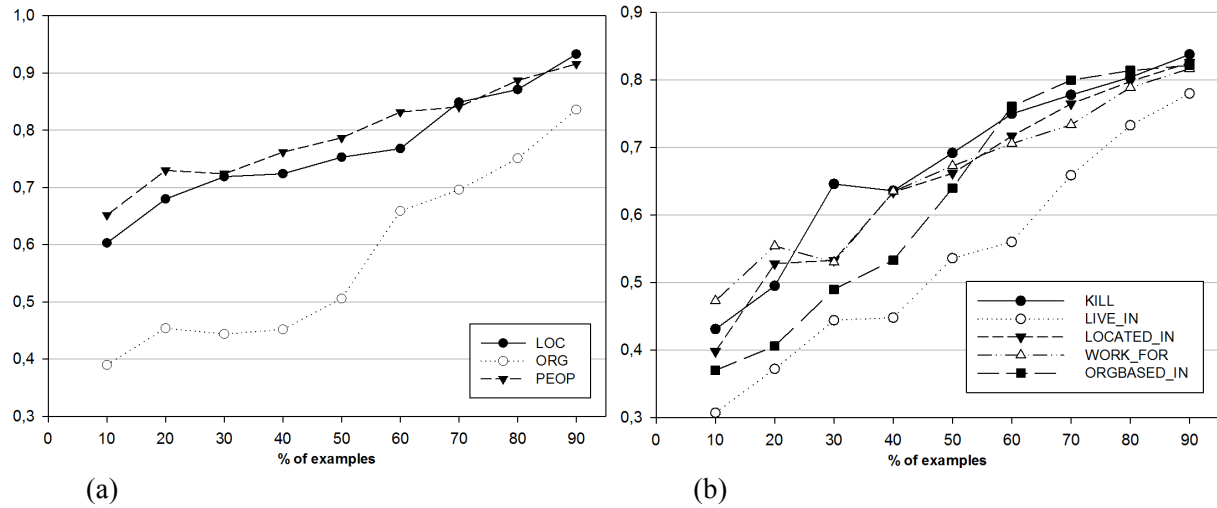 1,0
0,9
0,8
0,7
0,6
0,5
0,4
0,3
0 10 20 30 40 50 60 70 80 90
% of examples
LOC
ORG
PEOP
(a)
0,9
0,8
0,7
0,6
0,5
0,4
0,3
0 10 20 30 40 50 60 70 80 90
% of examples
KILL
LIVE_IN
LOCATED_IN
WORK_FOR
ORGBASED_IN
(b)